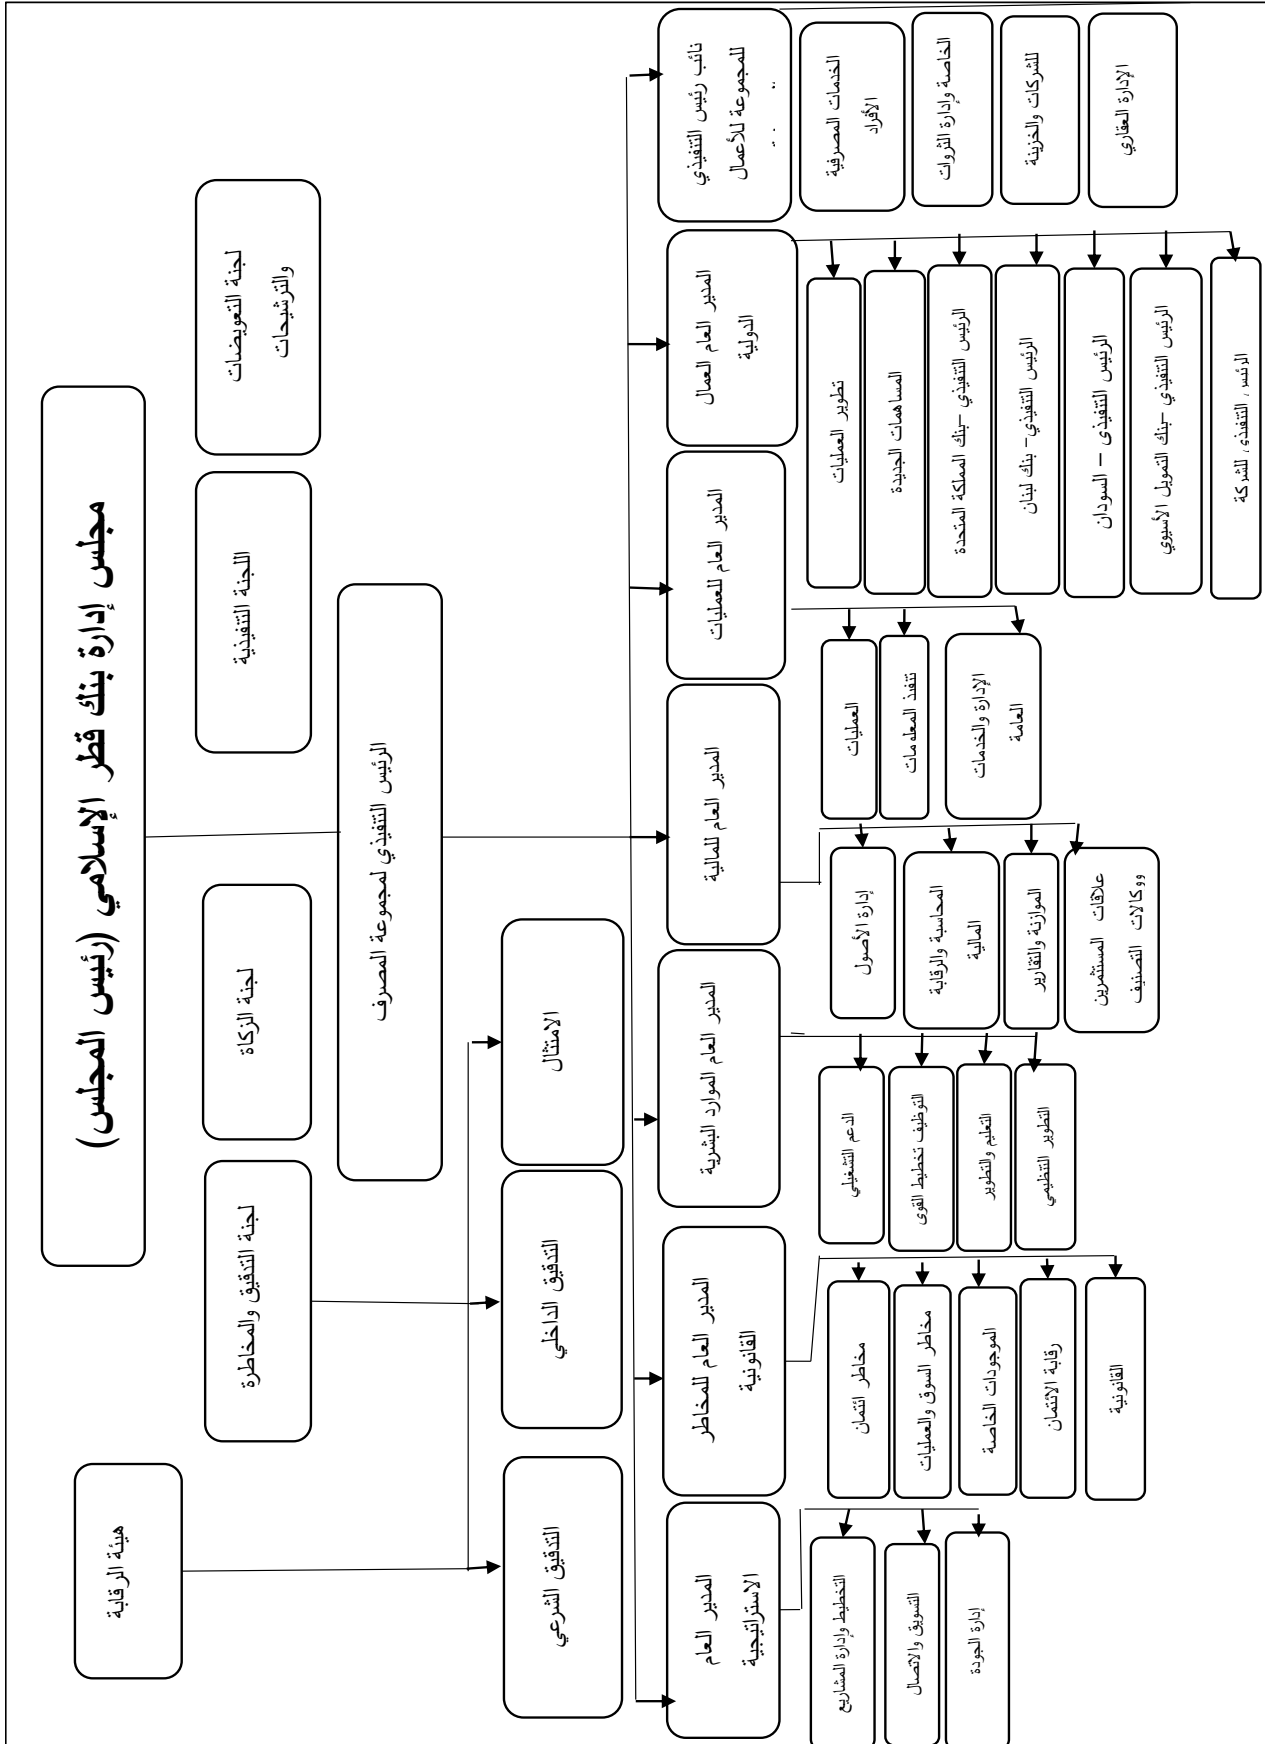 مجلس إدارة بنك قطر الإسلامي (رئيس المجلس)
هيئة الرقابة
لجنة التعويضات
والترشيحات
اللجنة التنفيذية
لجنة الزكاة
لجنة التدقيق والمخاطرة
الرئيس التنفيذي لمجموعة المصرف
الامتثال
التدقيق الداخلي
التدقيق الشرعي
نائب رئيس التنفيذي
للمجموعة للأعمال
المدير العام العمال
الدولية
المدير العام للعمليات
المدير العام للمالية
المدير العام الموارد البشرية
المدير العام للمخاطر
القانونية
المدير العام
الاستراتيجية
الخدمات المصرفية
الأفراد
الخاصة وإدارة الثروات
للشركات والخزينة
الإدارة العقاري
تطوير العمليات
المساهمات الجديدة
الرئيس التنفيذي –بنك المملكة المتحدة
الرئيس التنفيذي– بنك لبنان
الرئيس التنفيذي – السودان
الرئيس التنفيذي –بنك التمويل الأسيوي
الرئيس التنفيذي للشركة
العمليات
تنفيذ المعلومات
الإدارة والخدمات
العامة
إدارة الأصول
المحاسبة والرقابة
المالية
الموازنة والتقارير
علاقات المستثمرين
ووكالات التصنيف
الدعم التشغيلي
التوظيف تخطيط القوى
التعليم والتطوير
التطوير التنظيمي
مخاطر ائتمان
مخاطر السوق والعمليات
الموجودات الخاصة
رقابة الائتمان
القانونية
التخطيط وإدارة المشاريع
التسويق والاتصال
إدارة الجودة